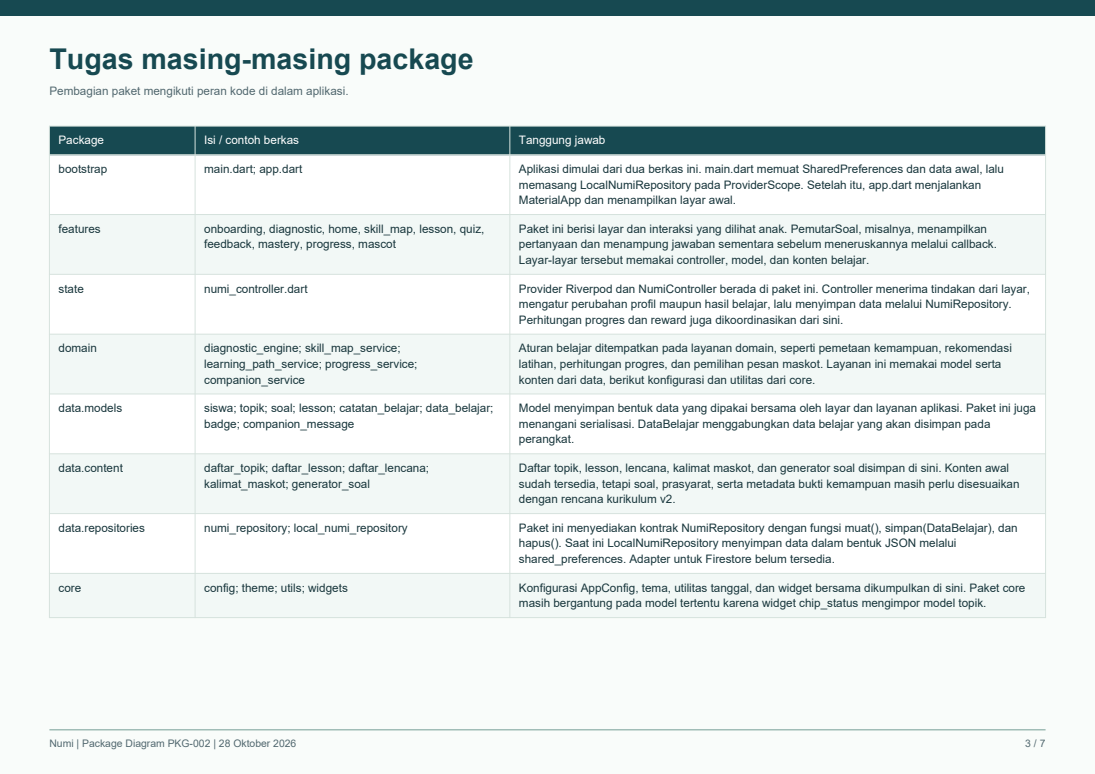 Tugas masing-masing package
Pembagian paket mengikuti peran kode di dalam aplikasi.
Package
Isi / contoh berkas
Tanggung jawab
bootstrap
main.dart; app.dart
Aplikasi dimulai dari dua berkas ini. main.dart memuat SharedPreferences dan data awal, lalu
memasang LocalNumiRepository pada ProviderScope. Setelah itu, app.dart menjalankan
MaterialApp dan menampilkan layar awal.
features
onboarding, diagnostic, home, skill_map, lesson, quiz,
feedback, mastery, progress, mascot
Paket ini berisi layar dan interaksi yang dilihat anak. PemutarSoal, misalnya, menampilkan
pertanyaan dan menampung jawaban sementara sebelum meneruskannya melalui callback.
Layar-layar tersebut memakai controller, model, dan konten belajar.
state
numi_controller.dart
Provider Riverpod dan NumiController berada di paket ini. Controller menerima tindakan dari layar,
mengatur perubahan profil maupun hasil belajar, lalu menyimpan data melalui NumiRepository.
Perhitungan progres dan reward juga dikoordinasikan dari sini.
domain
diagnostic_engine; skill_map_service;
learning_path_service; progress_service;
companion_service
Aturan belajar ditempatkan pada layanan domain, seperti pemetaan kemampuan, rekomendasi
latihan, perhitungan progres, dan pemilihan pesan maskot. Layanan ini memakai model serta
konten dari data, berikut konfigurasi dan utilitas dari core.
data.models
siswa; topik; soal; lesson; catatan_belajar; data_belajar;
badge; companion_message
Model menyimpan bentuk data yang dipakai bersama oleh layar dan layanan aplikasi. Paket ini juga
menangani serialisasi. DataBelajar menggabungkan data belajar yang akan disimpan pada
perangkat.
data.content
daftar_topik; daftar_lesson; daftar_lencana;
kalimat_maskot; generator_soal
Daftar topik, lesson, lencana, kalimat maskot, dan generator soal disimpan di sini. Konten awal
sudah tersedia, tetapi soal, prasyarat, serta metadata bukti kemampuan masih perlu disesuaikan
dengan rencana kurikulum v2.
data.repositories
numi_repository; local_numi_repository
Paket ini menyediakan kontrak NumiRepository dengan fungsi muat(), simpan(DataBelajar), dan
hapus(). Saat ini LocalNumiRepository menyimpan data dalam bentuk JSON melalui
shared_preferences. Adapter untuk Firestore belum tersedia.
core
config; theme; utils; widgets
Konfigurasi AppConfig, tema, utilitas tanggal, dan widget bersama dikumpulkan di sini. Paket core
masih bergantung pada model tertentu karena widget chip_status mengimpor model topik.
Numi | Package Diagram PKG-002 | 28 Oktober 2026
3 / 7